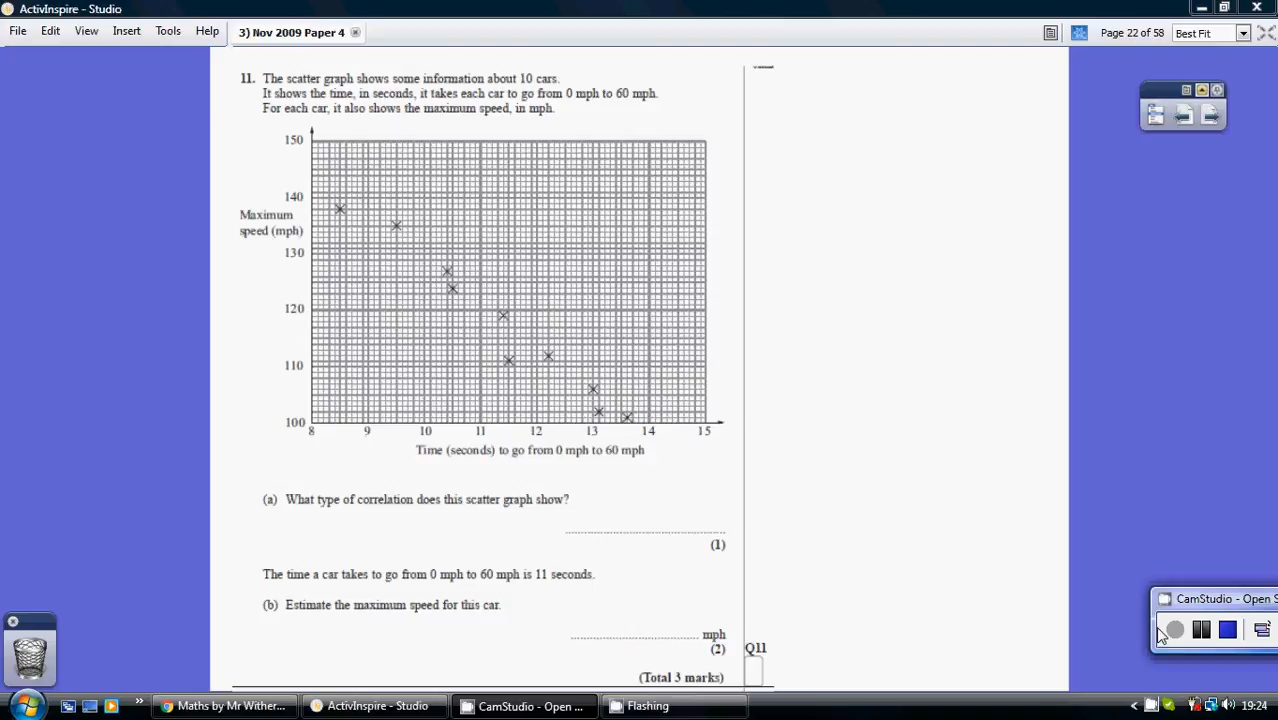 ActivInspire - Studio
File Edit View Insert Tools Help
3) Nov 2009 Paper 4
Page 22 of 58
Best Fit
11. The scatter graph shows some information about 10 cars.
It shows the time, in seconds, it takes each car to go from 0 mph to 60 mph.
For each car, it also shows the maximum speed, in mph.
150
140
Maximum
speed (mph)
130
120
110
100
8 9 10 11 12 13 14 15
Time (seconds) to go from 0 mph to 60 mph
(a) What type of correlation does this scatter graph show?
(1)
The time a car takes to go from 0 mph to 60 mph is 11 seconds.
(b) Estimate the maximum speed for this car.
mph
(2)
Q11
(Total 3 marks)
CamStudio - Open S
Maths by Mr Wither...
ActivInspire - Studio
CamStudio - Open ...
Flashing
19:24